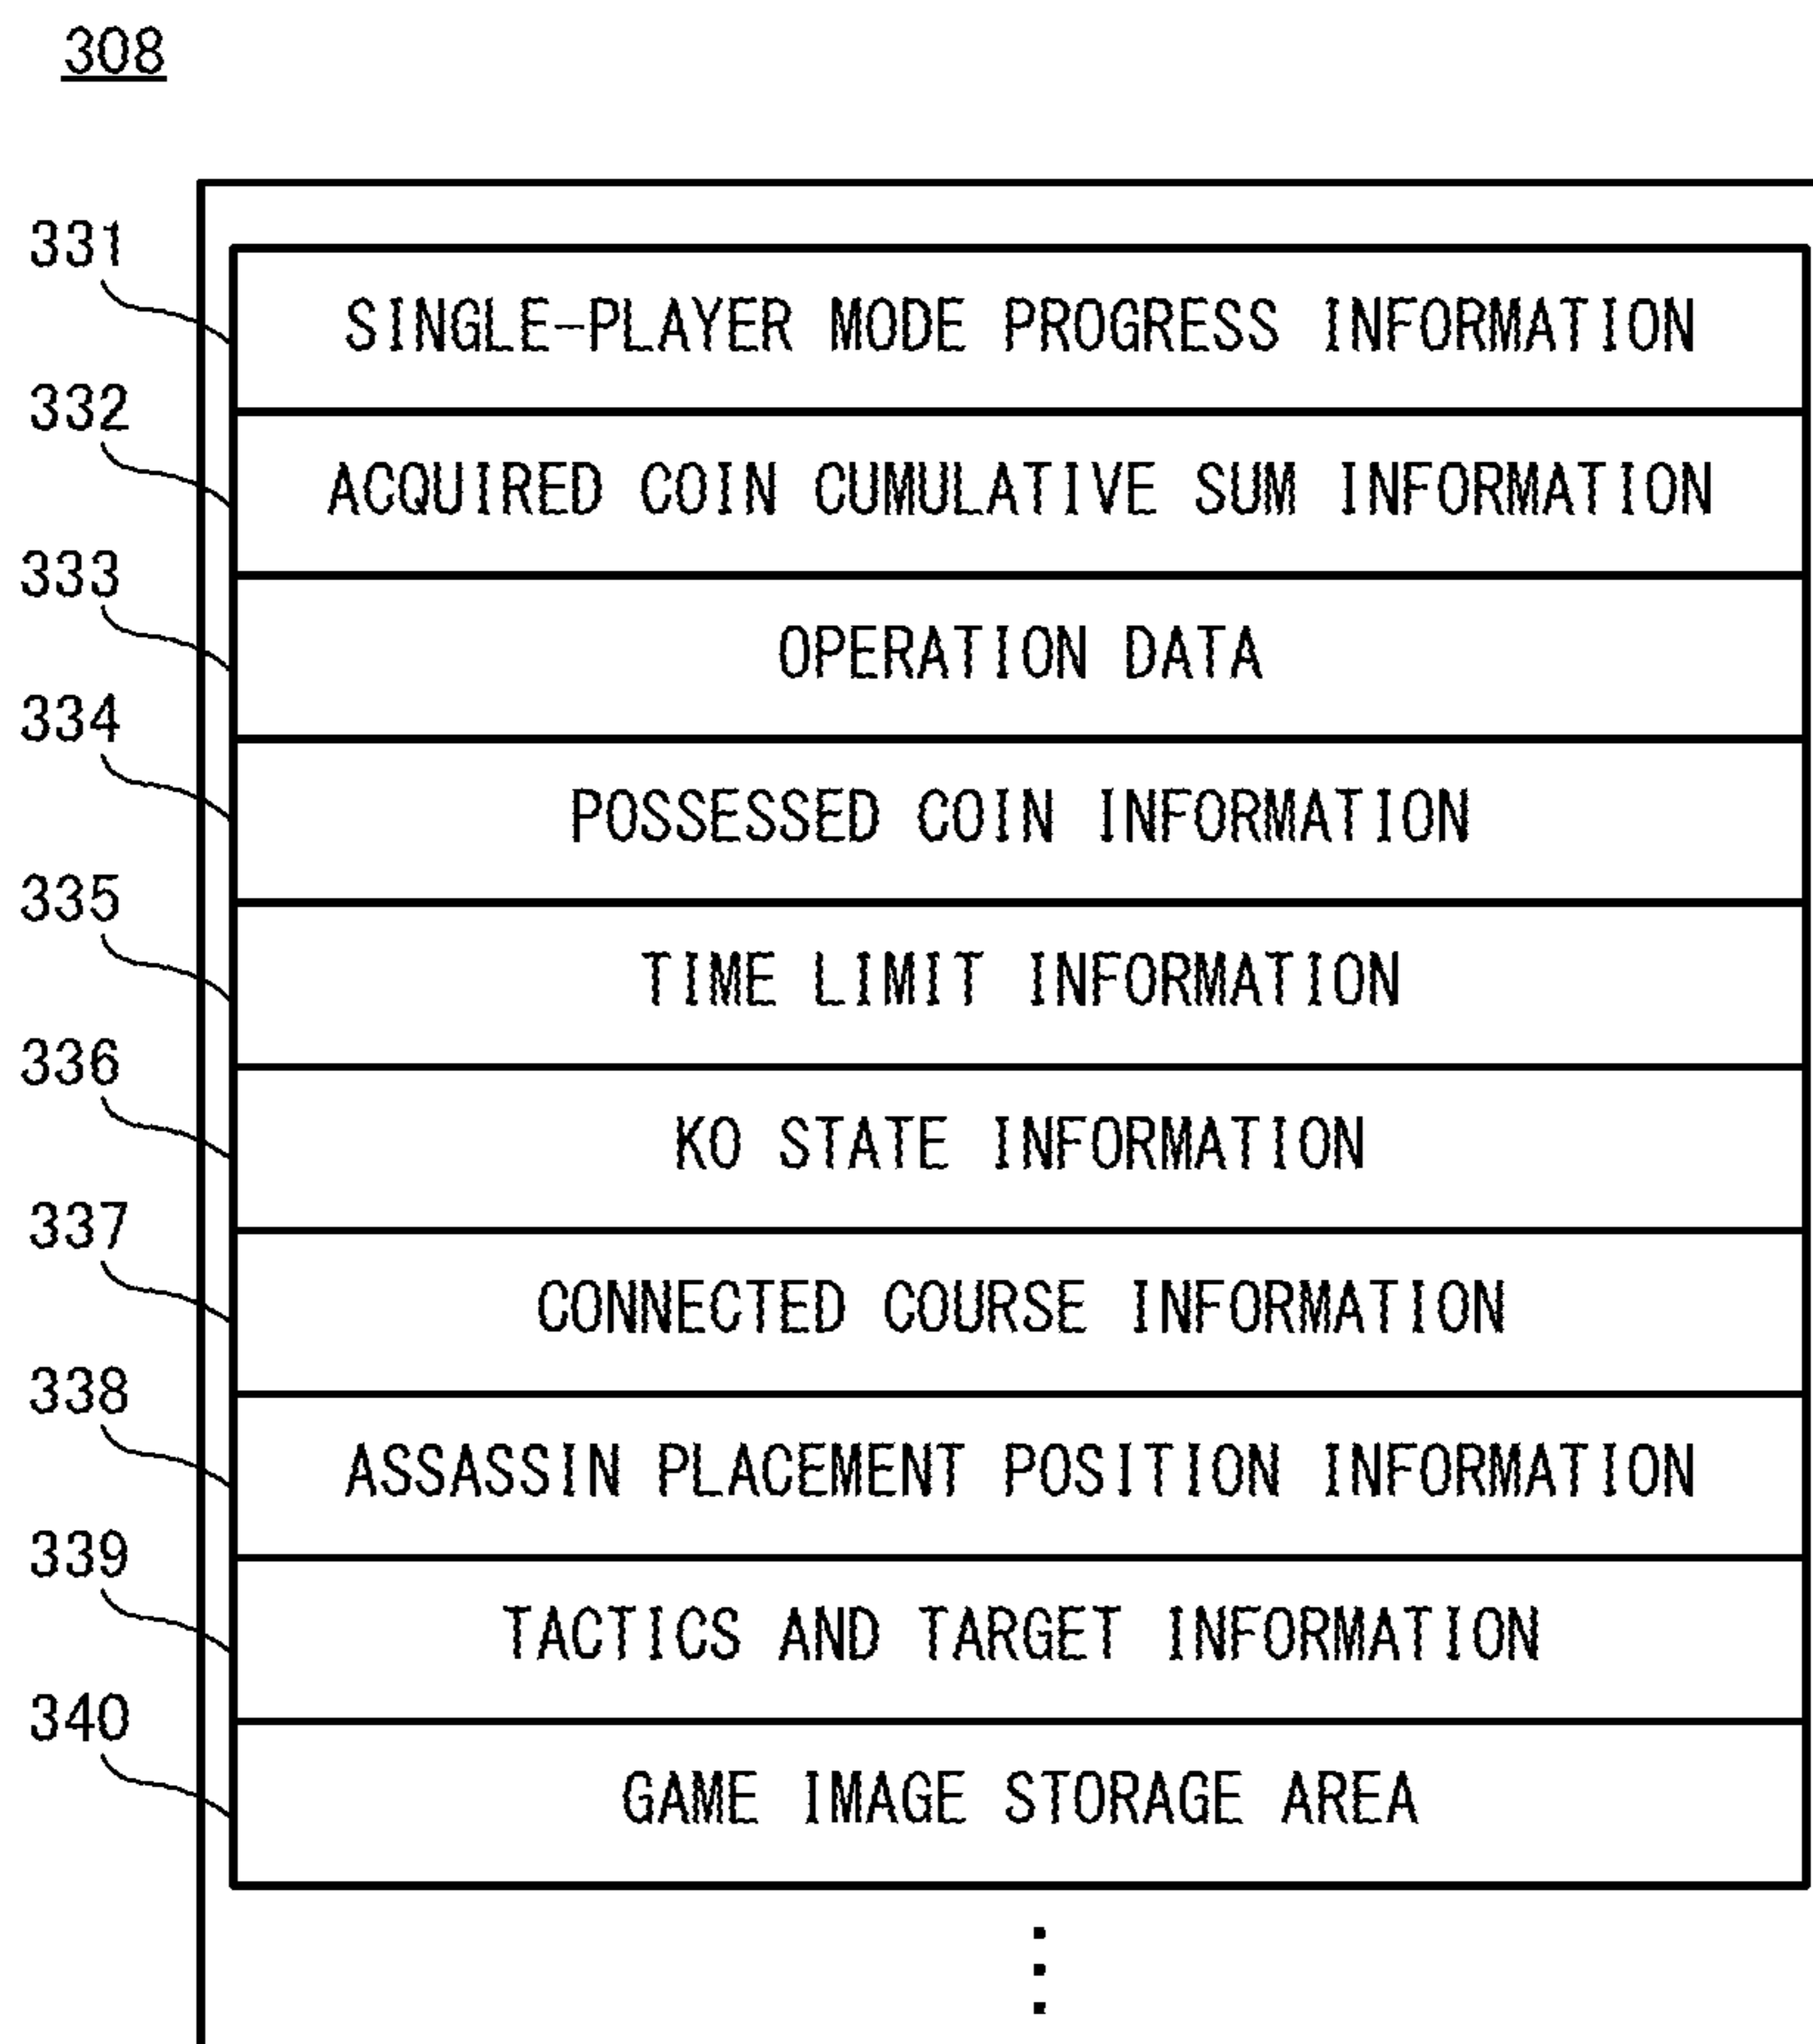 308
331 SINGLE-PLAYER MODE PROGRESS INFORMATION
332 ACQUIRED COIN CUMULATIVE SUM INFORMATION
333 OPERATION DATA
334 POSSESSED COIN INFORMATION
335 TIME LIMIT INFORMATION
336 KO STATE INFORMATION
337 CONNECTED COURSE INFORMATION
338 ASSASSIN PLACEMENT POSITION INFORMATION
339 TACTICS AND TARGET INFORMATION
340 GAME IMAGE STORAGE AREA